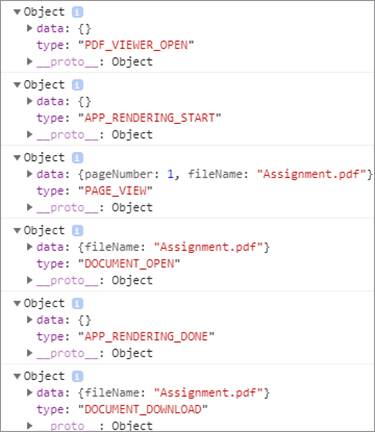 ▼Object i
▶data: {}
type: "PDF_VIEWER_OPEN"
▶__proto__: Object
▼Object i
▶data: {}
type: "APP_RENDERING_START"
▶__proto__: Object
▼Object i
▶data: {pageNumber: 1, fileName: "Assignment.pdf"}
type: "PAGE_VIEW"
▶__proto__: Object
▼Object i
▶data: {fileName: "Assignment.pdf"}
type: "DOCUMENT_OPEN"
▶__proto__: Object
▼Object i
▶data: {}
type: "APP_RENDERING_DONE"
▶__proto__: Object
▼Object i
▶data: {fileName: "Assignment.pdf"}
type: "DOCUMENT_DOWNLOAD"
▶__proto__: Object